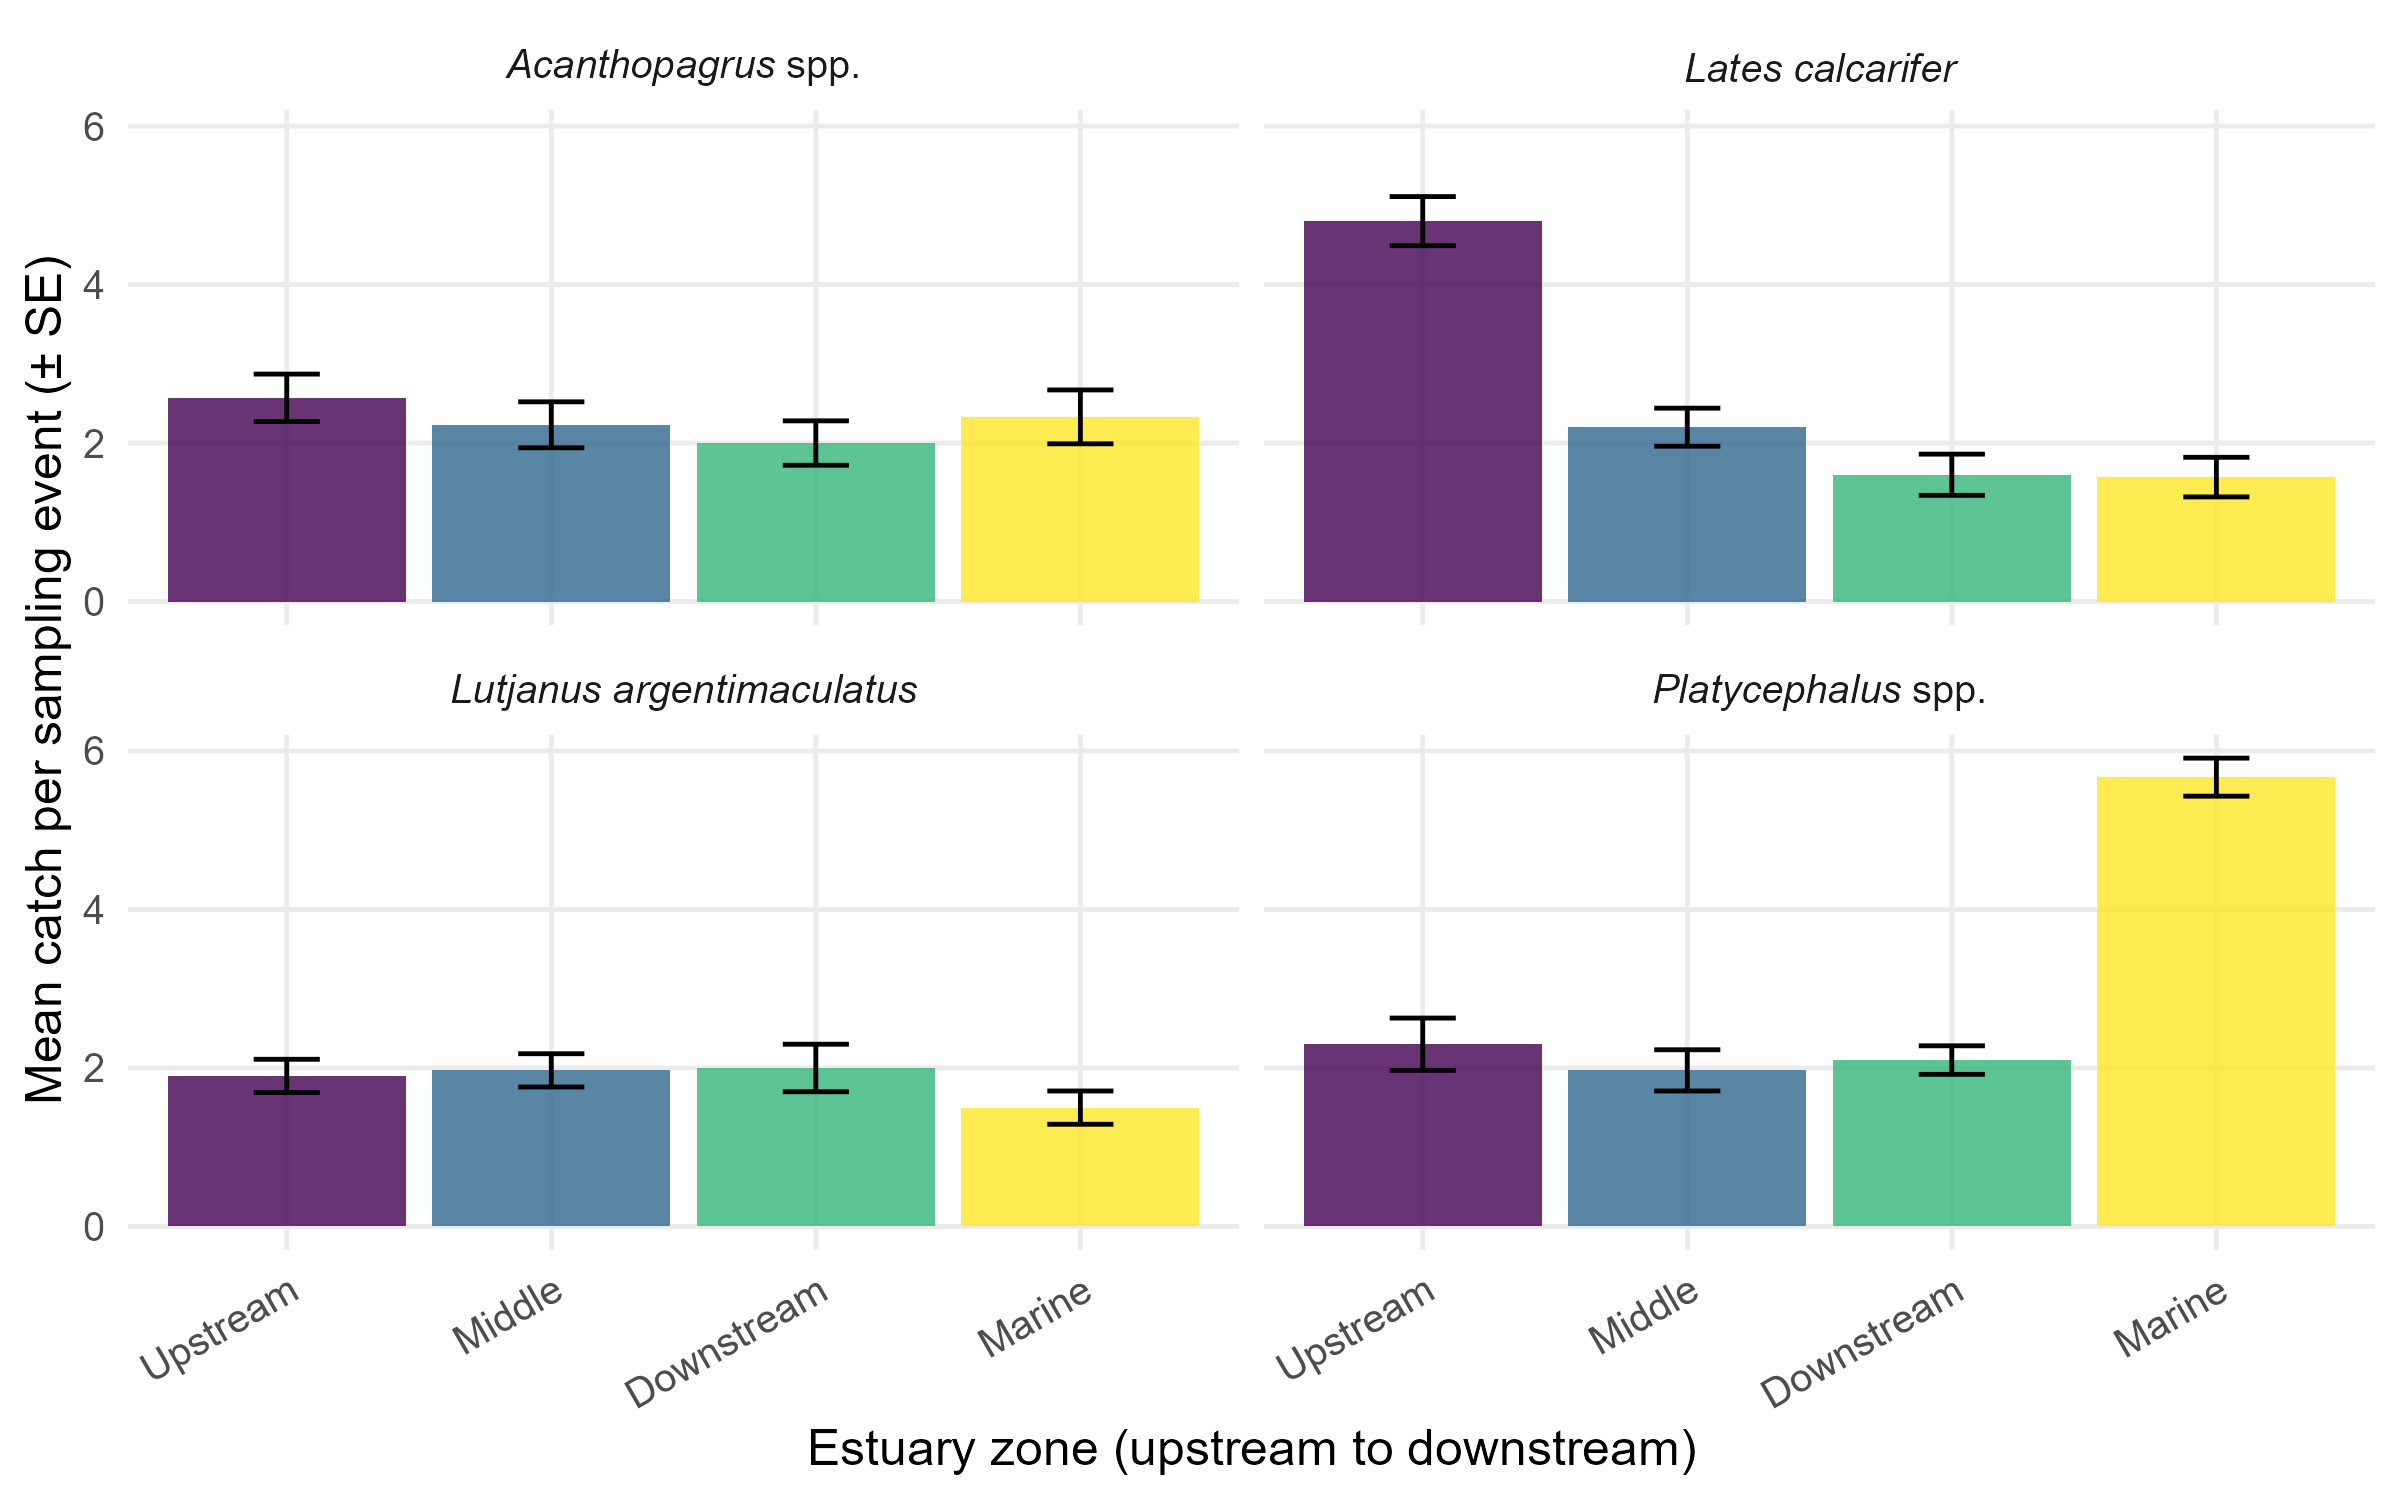 Acanthopagrus spp.
Lates calcarifer
6
4
2
0
Lutjanus argentimaculatus
Platycephalus spp.
6
4
2
0
Mean catch per sampling event (± SE)
Upstream
Middle
Downstream
Marine
Upstream
Middle
Downstream
Marine
Estuary zone (upstream to downstream)